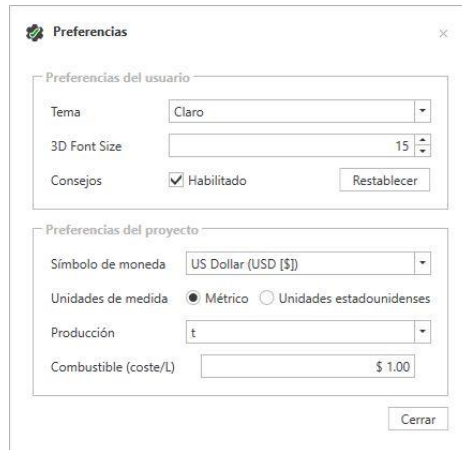 Preferencias
Preferencias del usuario
Tema Claro
3D Font Size 15
Consejos Habilitado Restablecer
Preferencias del proyecto
Símbolo de moneda US Dollar (USD [$])
Unidades de medida Métrico Unidades estadounidenses
Producción t
Combustible (coste/L) $ 1.00
Cerrar